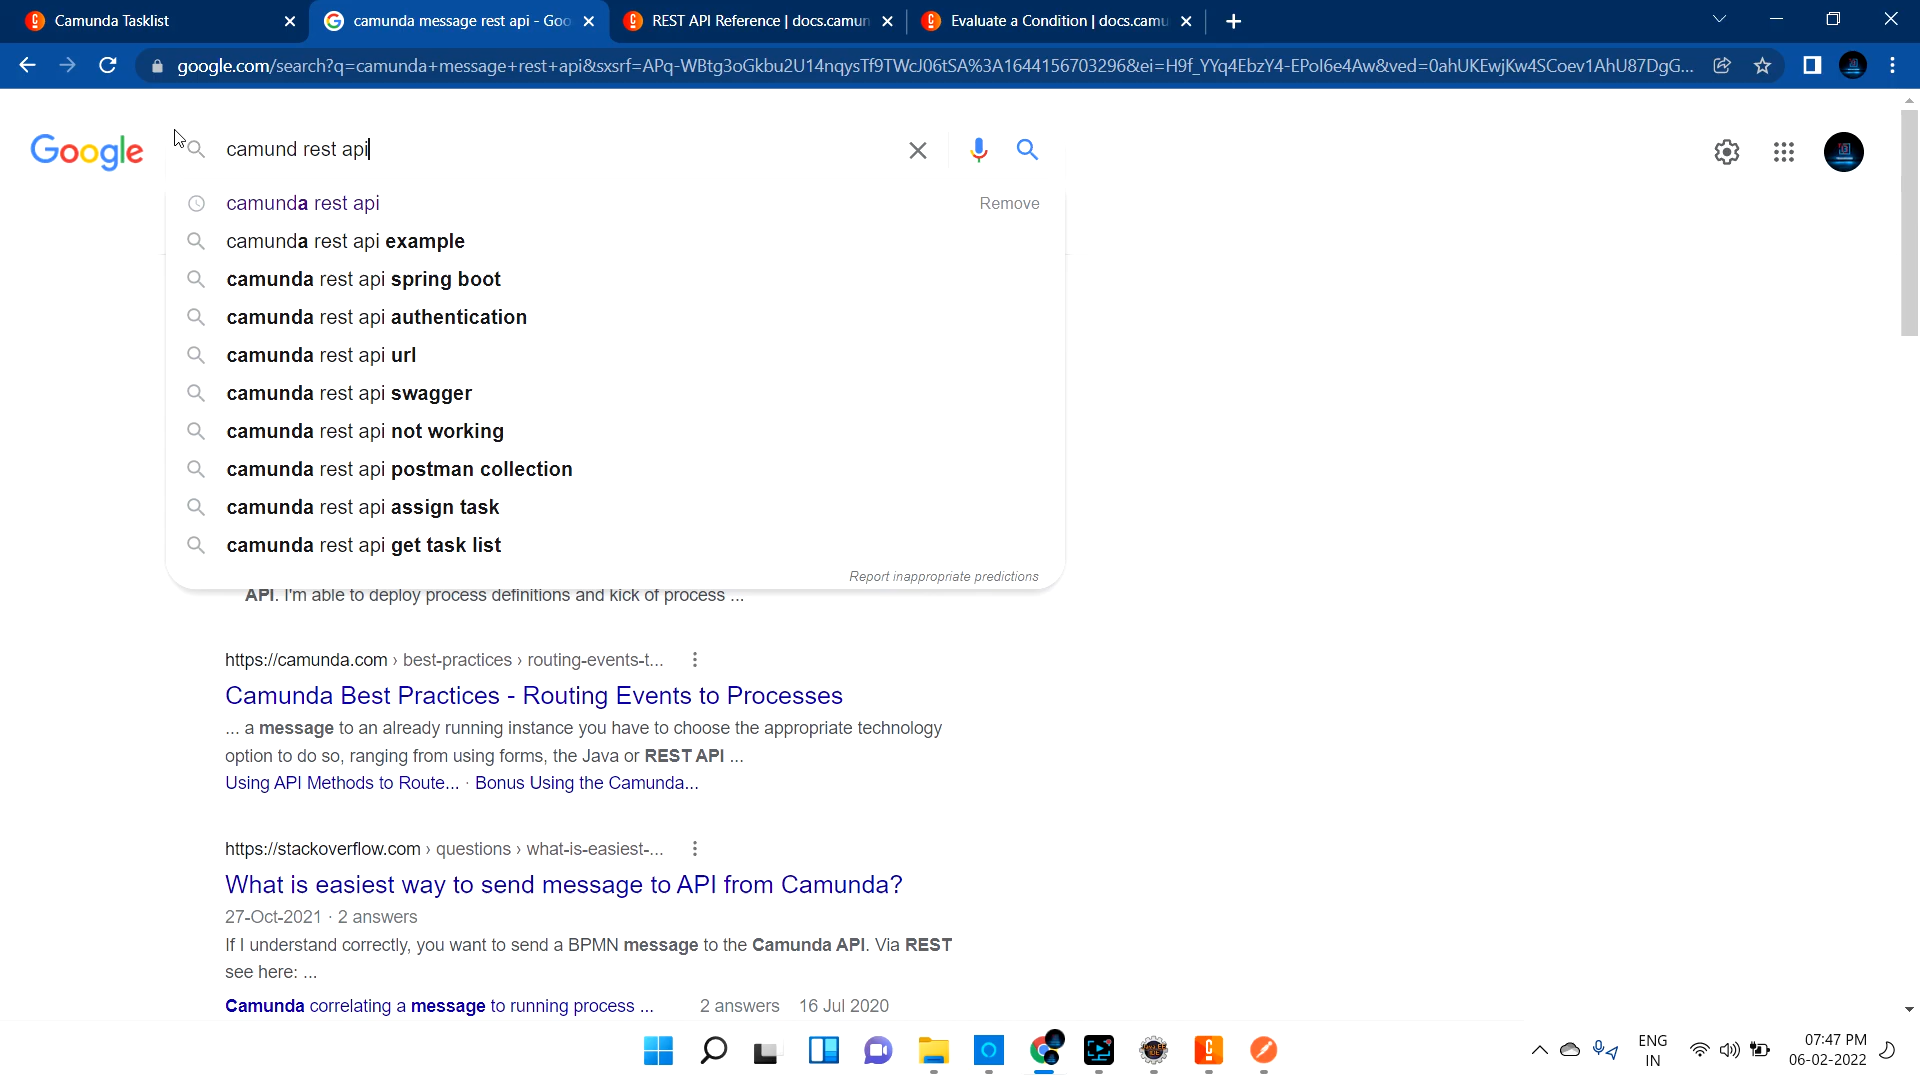 Camunda Tasklist
camunda message rest api - Goo
REST API Reference | docs.camun
Evaluate a Condition | docs.camu
google.com/search?q=camunda+message+rest+api&sxsrf=APq-WBtg3oGkbu2U14nqysTf9TWcJ06tSA%3A1644156703296&ei=H9f_YYq4EbzY4-EPoI6e4Aw&ved=0ahUKEwjKw4SCoev1AhU87DgG...
Google
camund rest api
camunda rest api
Remove
camunda rest api example
camunda rest api spring boot
camunda rest api authentication
camunda rest api url
camunda rest api swagger
camunda rest api not working
camunda rest api postman collection
camunda rest api assign task
camunda rest api get task list
Report inappropriate predictions
API. I'm able to deploy process definitions and kick of process ...
https://camunda.com › best-practices › routing-events-t...
Camunda Best Practices - Routing Events to Processes
... a message to an already running instance you have to choose the appropriate technology
option to do so, ranging from using forms, the Java or REST API ...
Using API Methods to Route... · Bonus Using the Camunda...
https://stackoverflow.com › questions › what-is-easiest-...
What is easiest way to send message to API from Camunda?
27-Oct-2021 · 2 answers
If I understand correctly, you want to send a BPMN message to the Camunda API. Via REST
see here: ...
Camunda correlating a message to running process ... 2 answers 16 Jul 2020
ENG
IN
07:47 PM
06-02-2022